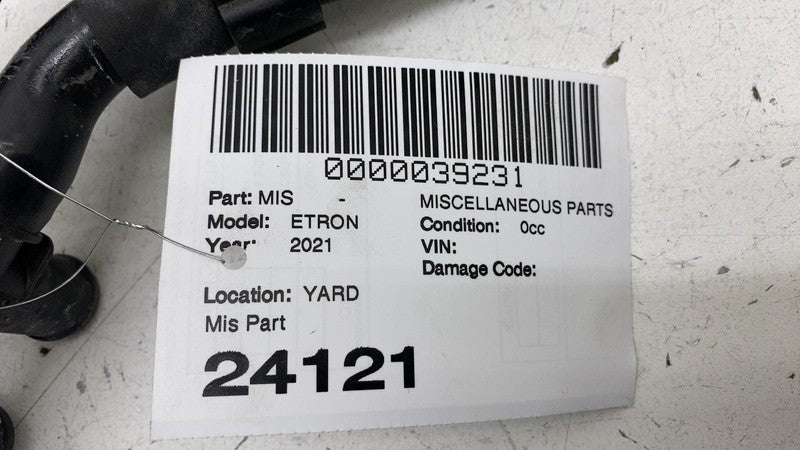 0000039231
Part: MIS - MISCELLANEOUS PARTS
Model: ETRON Condition: 0cc
Year: 2021 VIN:
Damage Code:
Location: YARD
Mis Part
24121